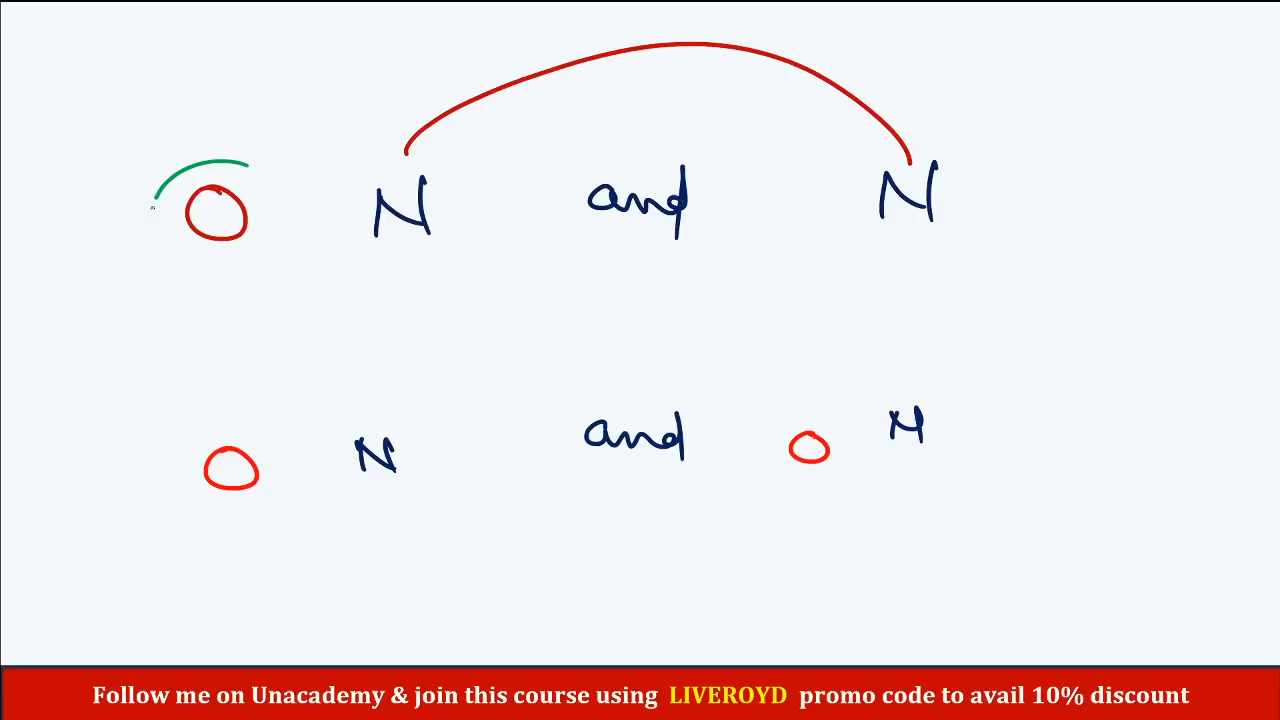 O N and N
O N and O N
Follow me on Unacademy & join this course using LIVEROYD promo code to avail 10% discount